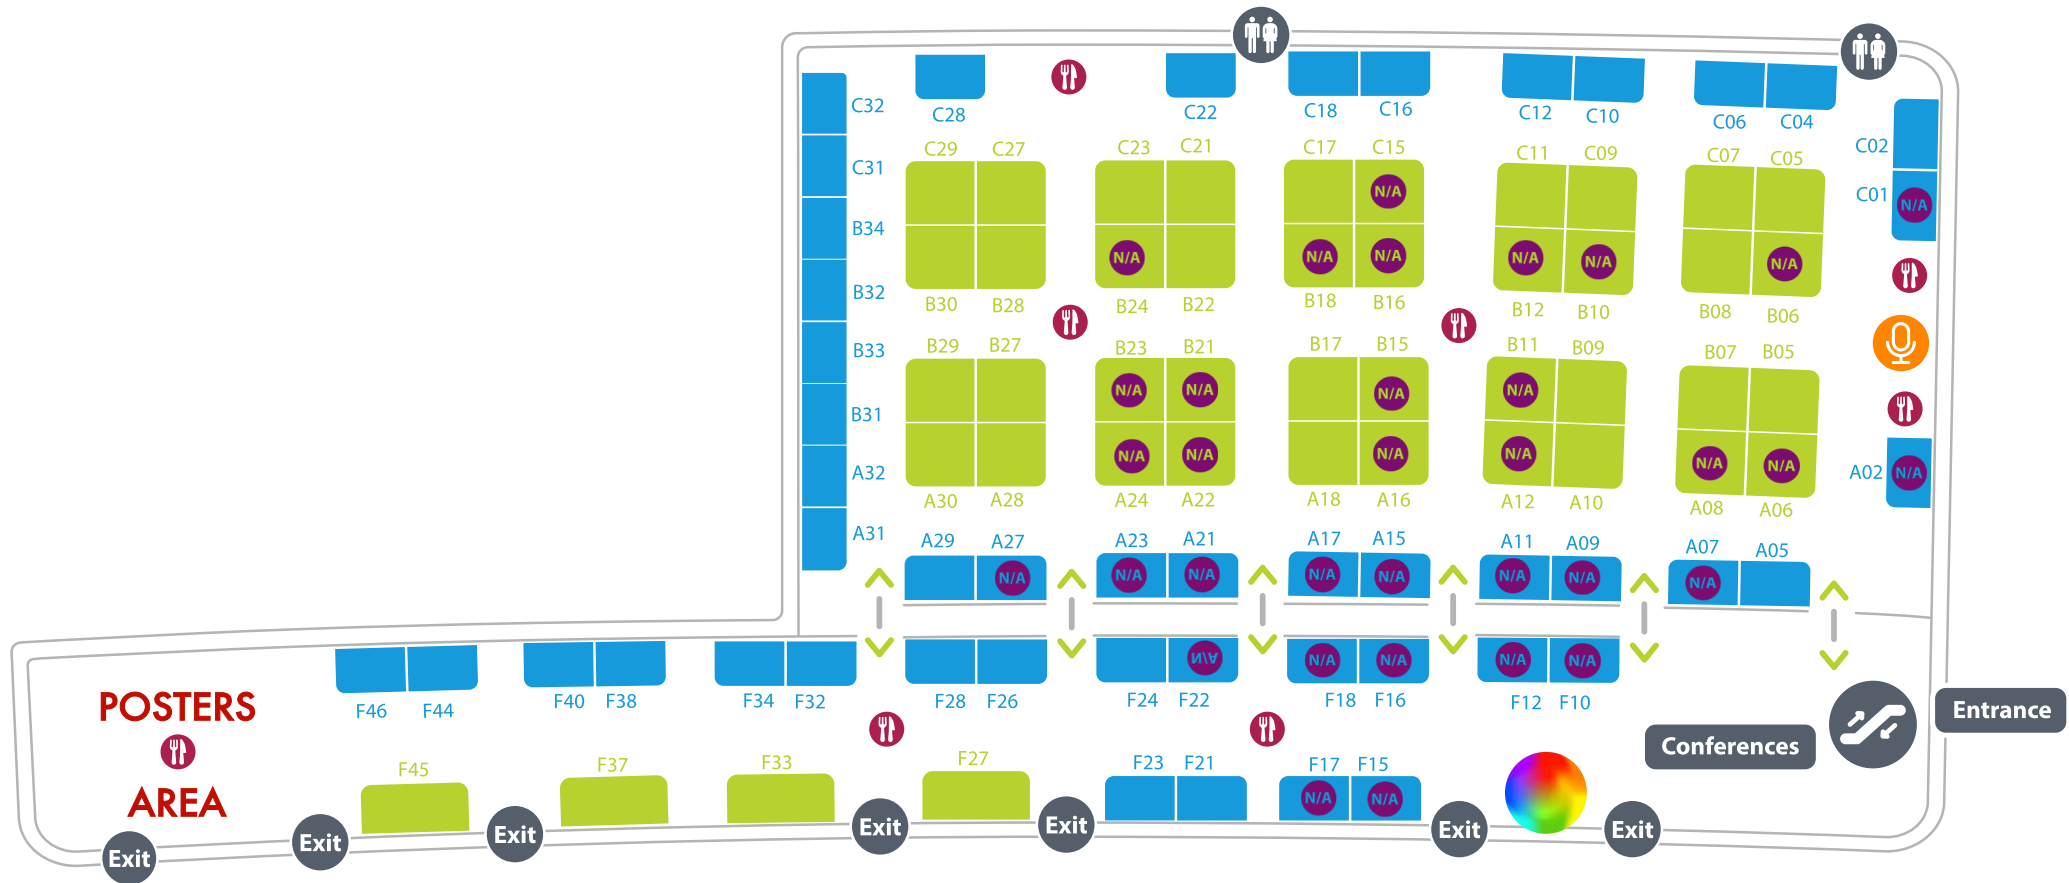 C32
C28
C22
C18 C16
C12 C10
C06 C04
C02
C31
C29 C27
C23 C21
C17 C15
C11 C09
C07 C05
C01
N/A
N/A
B34
N/A
N/A
N/A
N/A
N/A
N/A
B32
B30 B28
B24 B22
B18 B16
B12 B10
B08 B06
B33
B29 B27
B23 B21
B17 B15
B11 B09
B07 B05
N/A
N/A
N/A
N/A
B31
N/A
N/A
N/A
N/A
N/A
N/A
A32
A02
N/A
A30 A28
A24 A22
A18 A16
A12 A10
A08 A06
A31
A29 A27
A23 A21
A17 A15
A11 A09
A07 A05
N/A
N/A
N/A
N/A
N/A
N/A
N/A
N/A
N/A
N/A
N/A
N/A
N/A
F46 F44
F40 F38
F34 F32
F28 F26
F24 F22
F18 F16
F12 F10
POSTERS
AREA
Entrance
Conferences
F45
F37
F33
F27
F23 F21
F17 F15
N/A
N/A
Exit
Exit
Exit
Exit
Exit
Exit
Exit